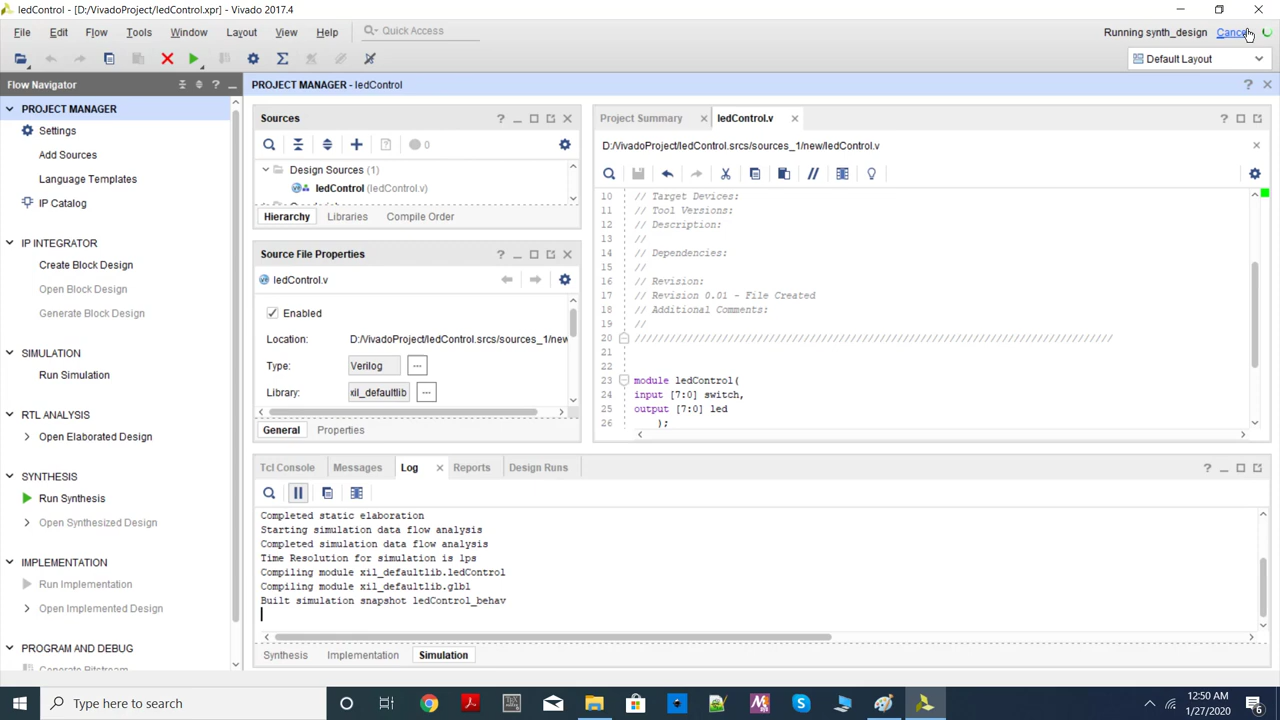 ledControl - [D:/VivadoProject/ledControl.xpr] - Vivado 2017.4
File Edit Flow Tools Window Layout View Help Quick Access
Running synth_design Cancel
Default Layout
Flow Navigator
PROJECT MANAGER
Settings
Add Sources
Language Templates
IP Catalog
IP INTEGRATOR
Create Block Design
Open Block Design
Generate Block Design
SIMULATION
Run Simulation
RTL ANALYSIS
Open Elaborated Design
SYNTHESIS
Run Synthesis
Open Synthesized Design
IMPLEMENTATION
Run Implementation
Open Implemented Design
PROGRAM AND DEBUG
Generate Bitstream
PROJECT MANAGER - ledControl
Sources
0
Design Sources (1)
ledControl (ledControl.v)
Hierarchy Libraries Compile Order
Source File Properties
ledControl.v
Enabled
Location: D:/VivadoProject/ledControl.srcs/sources_1/new
Type: Verilog
Library: xil_defaultlib
General Properties
Project Summary ledControl.v
D:/VivadoProject/ledControl.srcs/sources_1/new/ledControl.v
10 // Target Devices:
11 // Tool Versions:
12 // Description:
13 //
14 // Dependencies:
15 //
16 // Revision:
17 // Revision 0.01 - File Created
18 // Additional Comments:
19 //
20 //////////////////////////////////////////////////////////////////////////////////
21
22
23 module ledControl(
24 input [7:0] switch,
25 output [7:0] led
26 );
Tcl Console Messages Log Reports Design Runs
Completed static elaboration
Starting simulation data flow analysis
Completed simulation data flow analysis
Time Resolution for simulation is 1ps
Compiling module xil_defaultlib.ledControl
Compiling module xil_defaultlib.glbl
Built simulation snapshot ledControl_behav
Synthesis Implementation Simulation
Type here to search
12:50 AM
1/27/2020
6